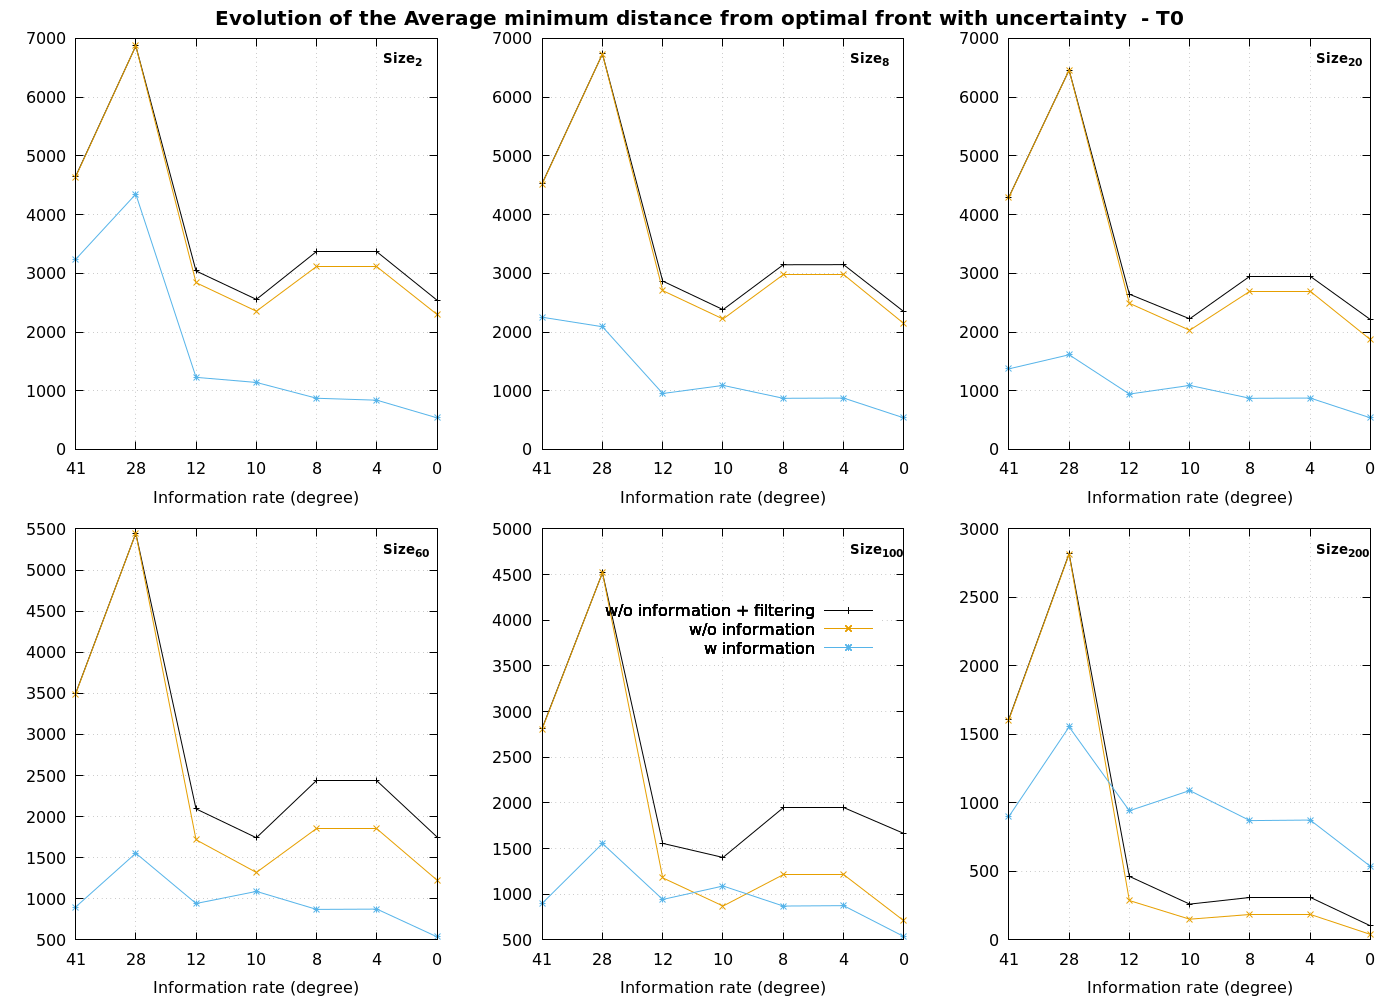 Evolution of the Average minimum distance from optimal front with uncertainty - T0
7000
6000
5000
4000
3000
2000
1000
0
41 28 12 10 8 4 0
Information rate (degree)
Size2
7000
6000
5000
4000
3000
2000
1000
0
41 28 12 10 8 4 0
Information rate (degree)
Size8
7000
6000
5000
4000
3000
2000
1000
0
41 28 12 10 8 4 0
Information rate (degree)
Size20
5500
5000
4500
4000
3500
3000
2500
2000
1500
1000
500
41 28 12 10 8 4 0
Information rate (degree)
Size60
5000
4500
4000
3500
3000
2500
2000
1500
1000
500
41 28 12 10 8 4 0
Information rate (degree)
Size100
w/o information + filtering
w/o information
w information
3000
2500
2000
1500
1000
500
0
41 28 12 10 8 4 0
Information rate (degree)
Size200